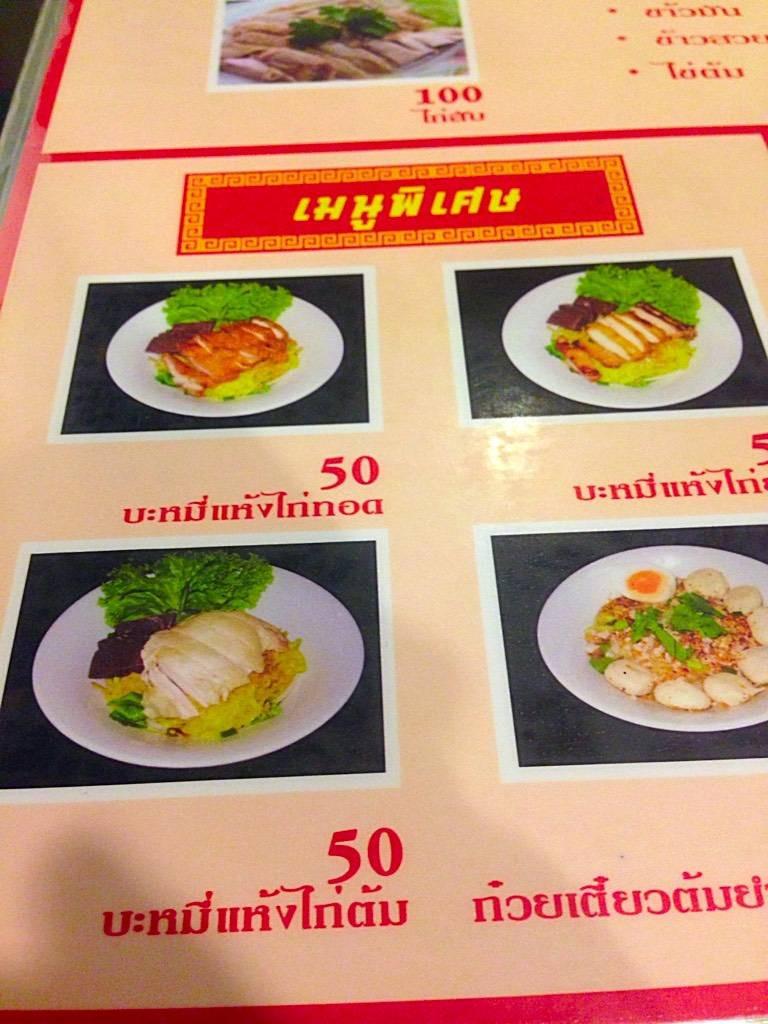 • ข้าวมัน
• ข้าวสวย
• ไข่ต้ม
100
ไก่สับ
เมนูพิเศษ
50
บะหมี่แห้งไก่ทอด
5
บะหมี่แห้งไก่
50
บะหมี่แห้งไก่ต้ม
ก๋วยเตี๋ยวต้มยำ